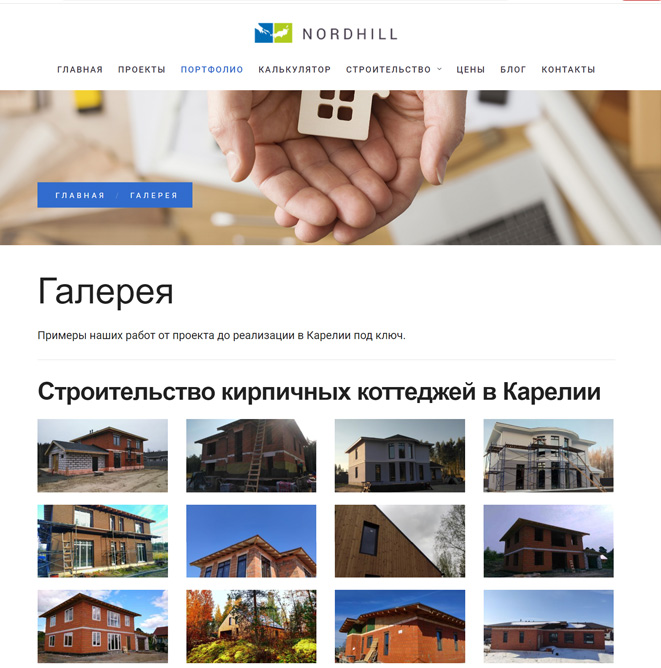 NORDHILL
ГЛАВНАЯ ПРОЕКТЫ ПОРТФОЛИО КАЛЬКУЛЯТОР СТРОИТЕЛЬСТВО ЦЕНЫ БЛОГ КОНТАКТЫ
ГЛАВНАЯ / ГАЛЕРЕЯ
Галерея
Примеры наших работ от проекта до реализации в Карелии под ключ.
Строительство кирпичных коттеджей в Карелии